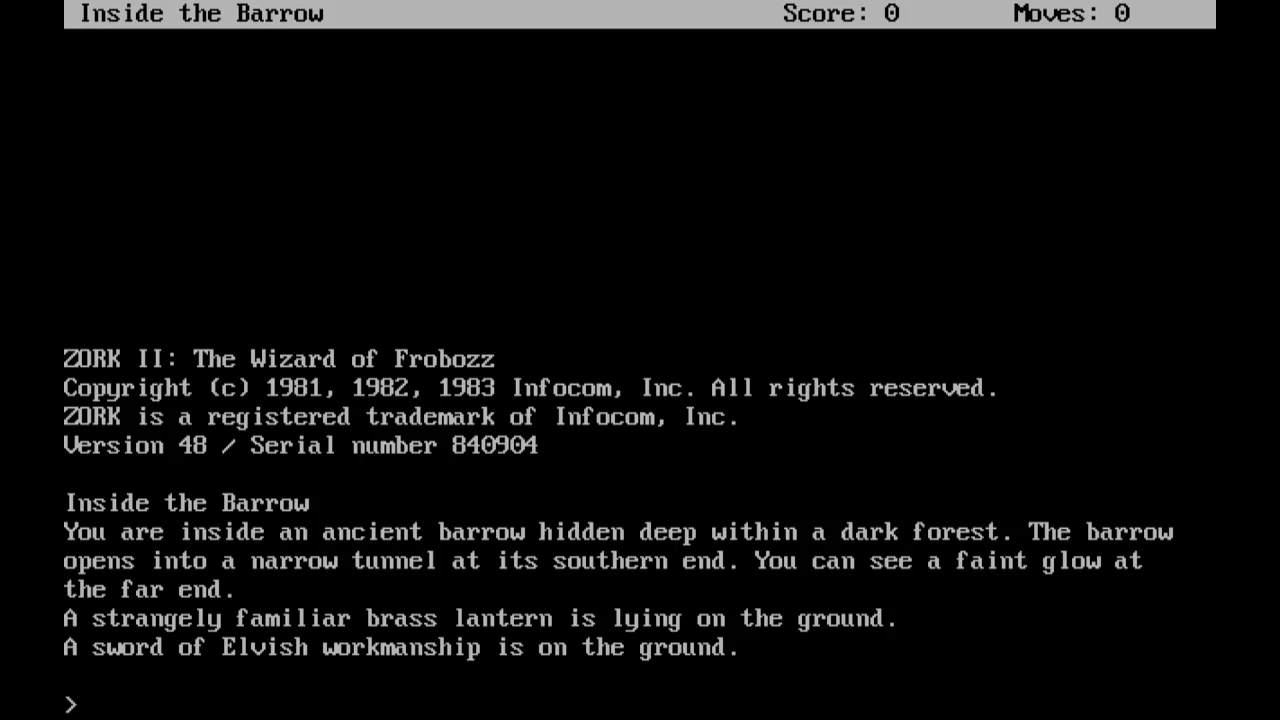 Inside the Barrow Score: 0 Moves: 0
ZORK II: The Wizard of Frobozz
Copyright (c) 1981, 1982, 1983 Infocom, Inc. All rights reserved.
ZORK is a registered trademark of Infocom, Inc.
Version 48 / Serial number 840904
Inside the Barrow
You are inside an ancient barrow hidden deep within a dark forest. The barrow
opens into a narrow tunnel at its southern end. You can see a faint glow at
the far end.
A strangely familiar brass lantern is lying on the ground.
A sword of Elvish workmanship is on the ground.
>